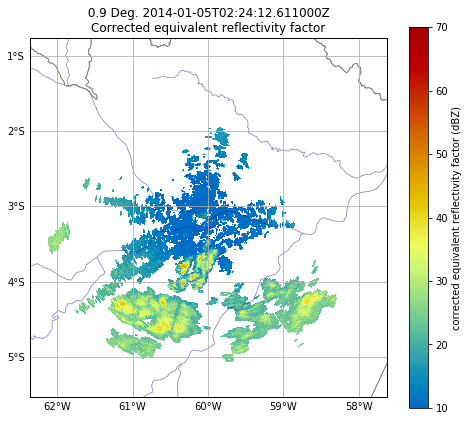 0.9 Deg. 2014-01-05T02:24:12.611000Z
Corrected equivalent reflectivity factor
1°S
2°S
3°S
4°S
5°S
62°W
61°W
60°W
59°W
58°W
70
60
50
40
30
20
10
corrected equivalent reflectivity factor (dBZ)